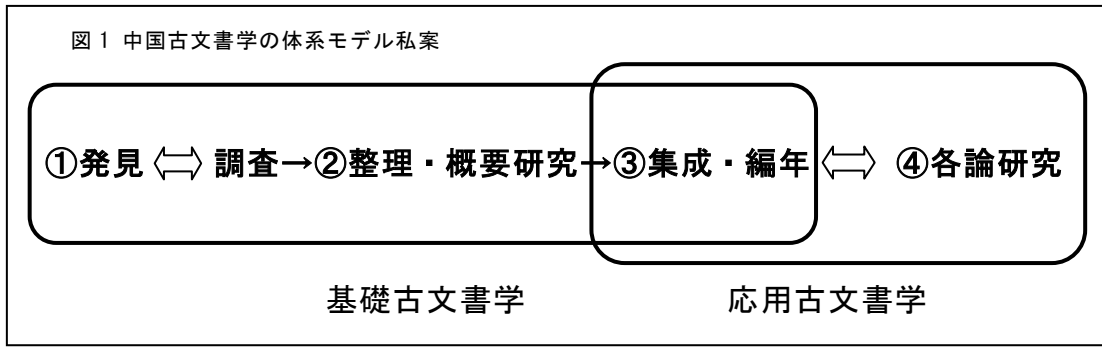 図1 中国古文書学の体系モデル私案
①発見⇔調査→②整理・概要研究→③集成・編年⇔④各論研究
基礎古文書学 応用古文書学